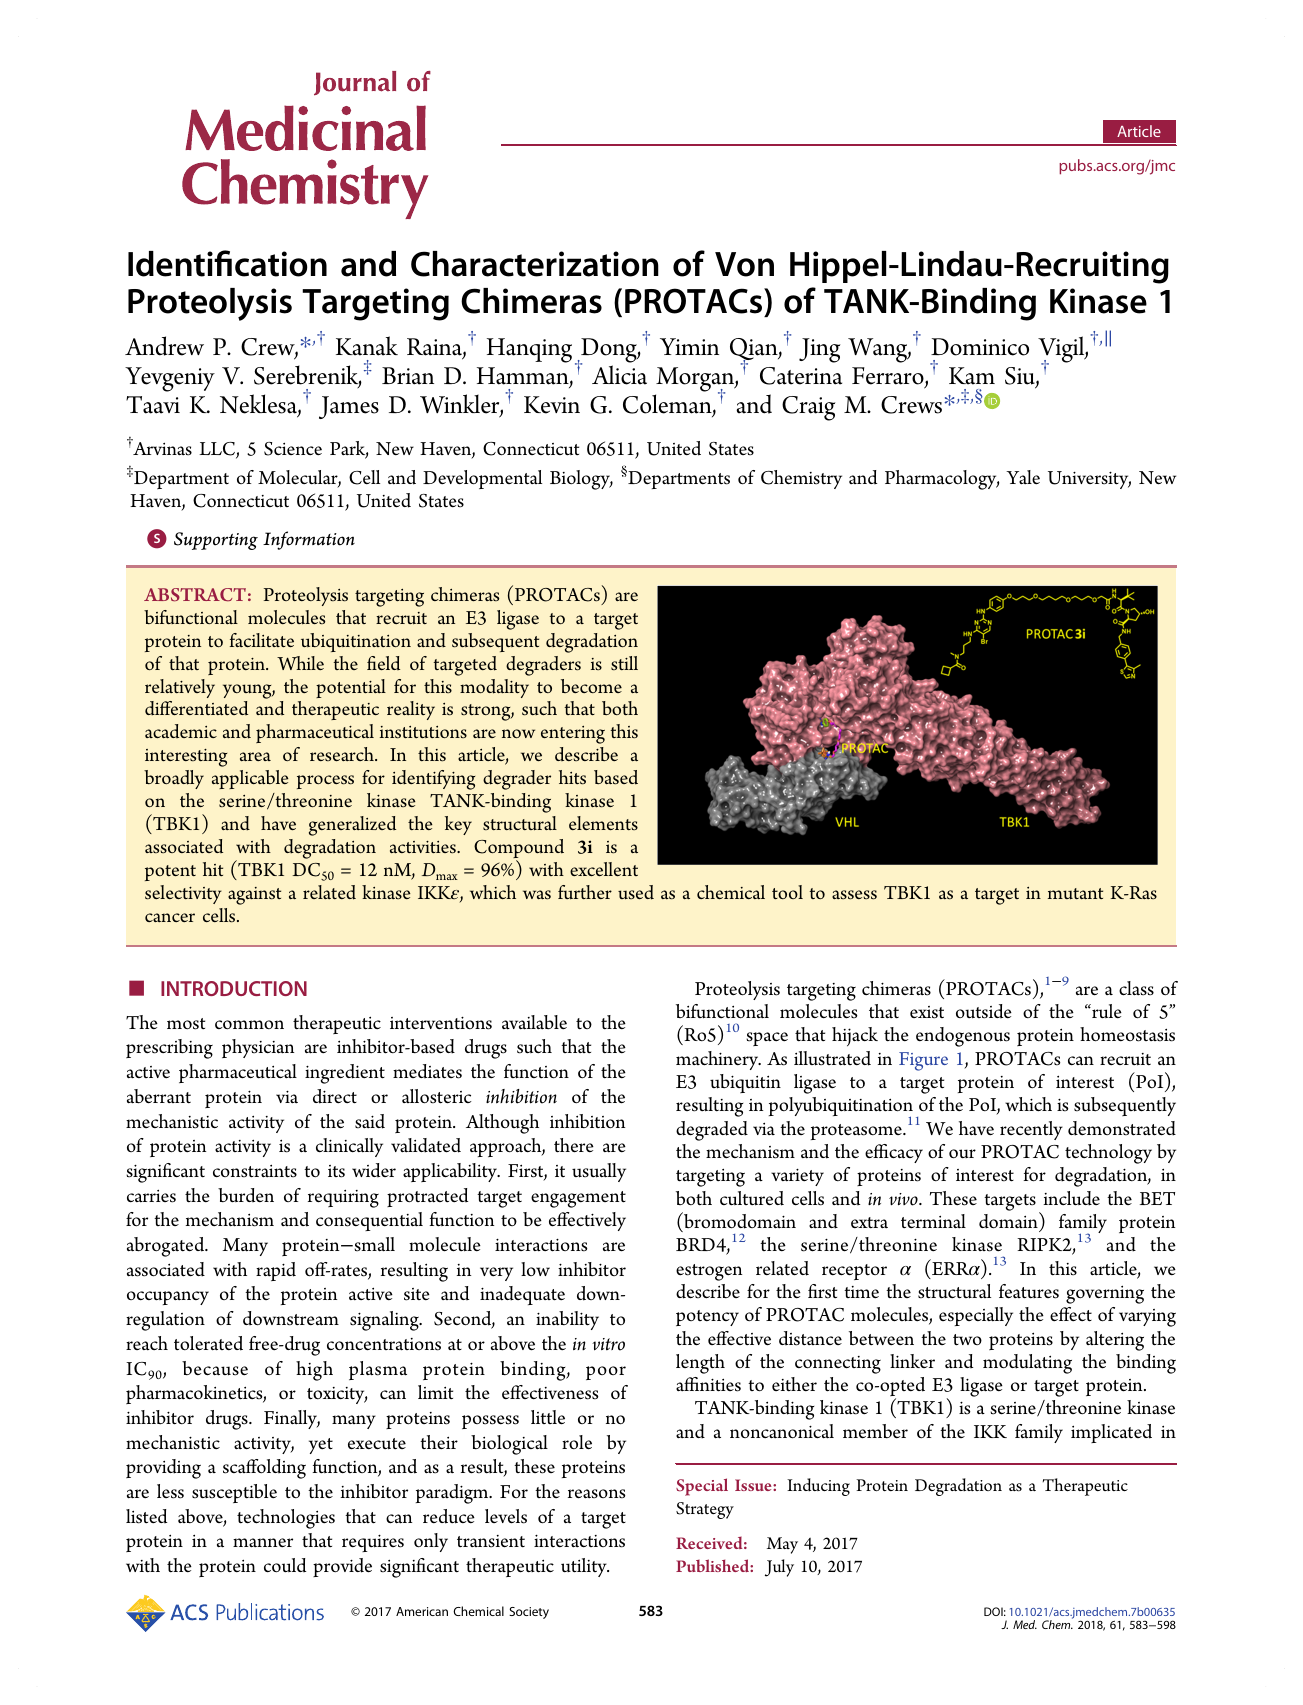 Journal of
Medicinal
Chemistry
Article
pubs.acs.org/jmc
Identification and Characterization of Von Hippel-Lindau-Recruiting
Proteolysis Targeting Chimeras (PROTACs) of TANK-Binding Kinase 1
Andrew P. Crew,*,† Kanak Raina,† Hanqing Dong,† Yimin Qian,† Jing Wang,† Dominico Vigil,†,∥
Yevgeniy V. Serebrenik,‡ Brian D. Hamman,† Alicia Morgan,† Caterina Ferraro,† Kam Siu,†
Taavi K. Neklesa,† James D. Winkler,† Kevin G. Coleman,† and Craig M. Crews*,‡,§ iD
†Arvinas LLC, 5 Science Park, New Haven, Connecticut 06511, United States
‡Department of Molecular, Cell and Developmental Biology, §Departments of Chemistry and Pharmacology, Yale University, New
Haven, Connecticut 06511, United States
S Supporting Information
ABSTRACT: Proteolysis targeting chimeras (PROTACs) are
bifunctional molecules that recruit an E3 ligase to a target
protein to facilitate ubiquitination and subsequent degradation
of that protein. While the field of targeted degraders is still
relatively young, the potential for this modality to become a
differentiated and therapeutic reality is strong, such that both
academic and pharmaceutical institutions are now entering this
interesting area of research. In this article, we describe a
broadly applicable process for identifying degrader hits based
on the serine/threonine kinase TANK-binding kinase 1
(TBK1) and have generalized the key structural elements
associated with degradation activities. Compound 3i is a
potent hit (TBK1 DC50 = 12 nM, Dmax = 96%) with excellent
selectivity against a related kinase IKKε, which was further used as a chemical tool to assess TBK1 as a target in mutant K-Ras
cancer cells.
PROTAC 3i
PROTAC
VHL
TBK1
■ INTRODUCTION
The most common therapeutic interventions available to the
prescribing physician are inhibitor-based drugs such that the
active pharmaceutical ingredient mediates the function of the
aberrant protein via direct or allosteric inhibition of the
mechanistic activity of the said protein. Although inhibition
of protein activity is a clinically validated approach, there are
significant constraints to its wider applicability. First, it usually
carries the burden of requiring protracted target engagement
for the mechanism and consequential function to be effectively
abrogated. Many protein−small molecule interactions are
associated with rapid off-rates, resulting in very low inhibitor
occupancy of the protein active site and inadequate down-
regulation of downstream signaling. Second, an inability to
reach tolerated free-drug concentrations at or above the in vitro
IC90, because of high plasma protein binding, poor
pharmacokinetics, or toxicity, can limit the effectiveness of
inhibitor drugs. Finally, many proteins possess little or no
mechanistic activity, yet execute their biological role by
providing a scaffolding function, and as a result, these proteins
are less susceptible to the inhibitor paradigm. For the reasons
listed above, technologies that can reduce levels of a target
protein in a manner that requires only transient interactions
with the protein could provide significant therapeutic utility.
Proteolysis targeting chimeras (PROTACs),1−9 are a class of
bifunctional molecules that exist outside of the “rule of 5”
(Ro5)10 space that hijack the endogenous protein homeostasis
machinery. As illustrated in Figure 1, PROTACs can recruit an
E3 ubiquitin ligase to a target protein of interest (PoI),
resulting in polyubiquitination of the PoI, which is subsequently
degraded via the proteasome.11 We have recently demonstrated
the mechanism and the efficacy of our PROTAC technology by
targeting a variety of proteins of interest for degradation, in
both cultured cells and in vivo. These targets include the BET
(bromodomain and extra terminal domain) family protein
BRD4,12 the serine/threonine kinase RIPK2,13 and the
estrogen related receptor α (ERRα).13 In this article, we
describe for the first time the structural features governing the
potency of PROTAC molecules, especially the effect of varying
the effective distance between the two proteins by altering the
length of the connecting linker and modulating the binding
affinities to either the co-opted E3 ligase or target protein.
TANK-binding kinase 1 (TBK1) is a serine/threonine kinase
and a noncanonical member of the IKK family implicated in
Special Issue: Inducing Protein Degradation as a Therapeutic
Strategy
Received: May 4, 2017
Published: July 10, 2017
ACS Publications
© 2017 American Chemical Society
583
DOI: 10.1021/acs.jmedchem.7b00635
J. Med. Chem. 2018, 61, 583−598